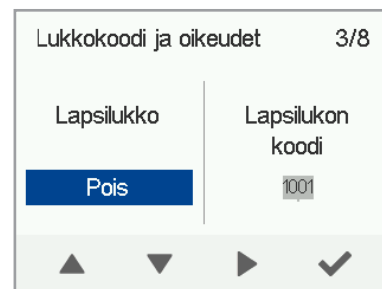 Lukkokoodi ja oikeudet 3/8
Lapsilukko
Pois
Lapsilukon
koodi
1001